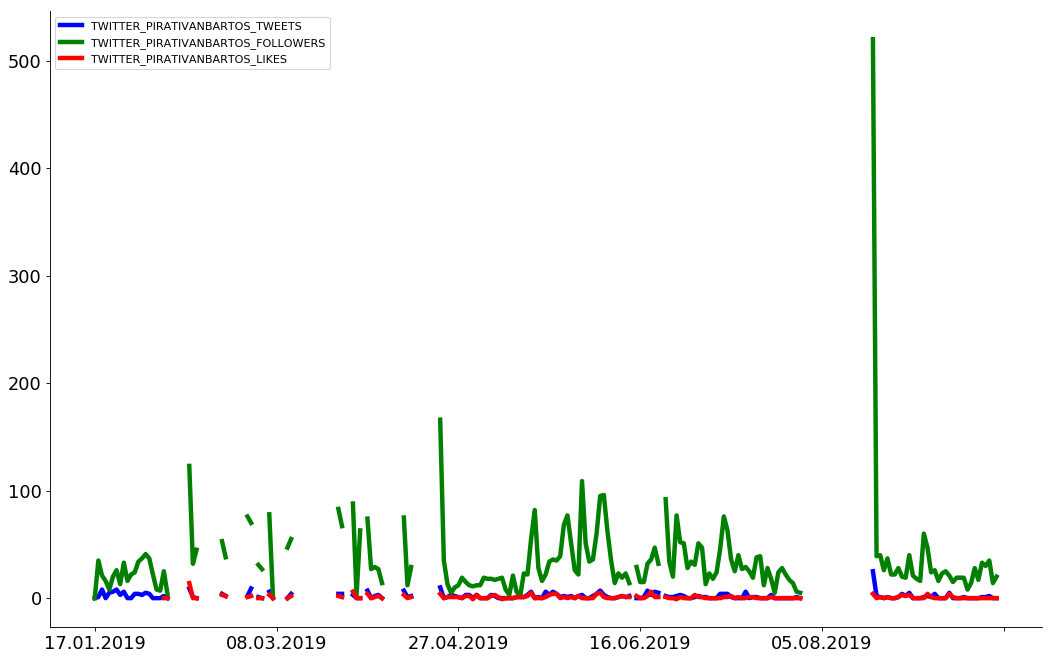 TWITTER_PIRATIVANBARTOS_TWEETS
TWITTER_PIRATIVANBARTOS_FOLLOWERS
TWITTER_PIRATIVANBARTOS_LIKES
500
400
300
200
100
0
17.01.2019 08.03.2019 27.04.2019 16.06.2019 05.08.2019